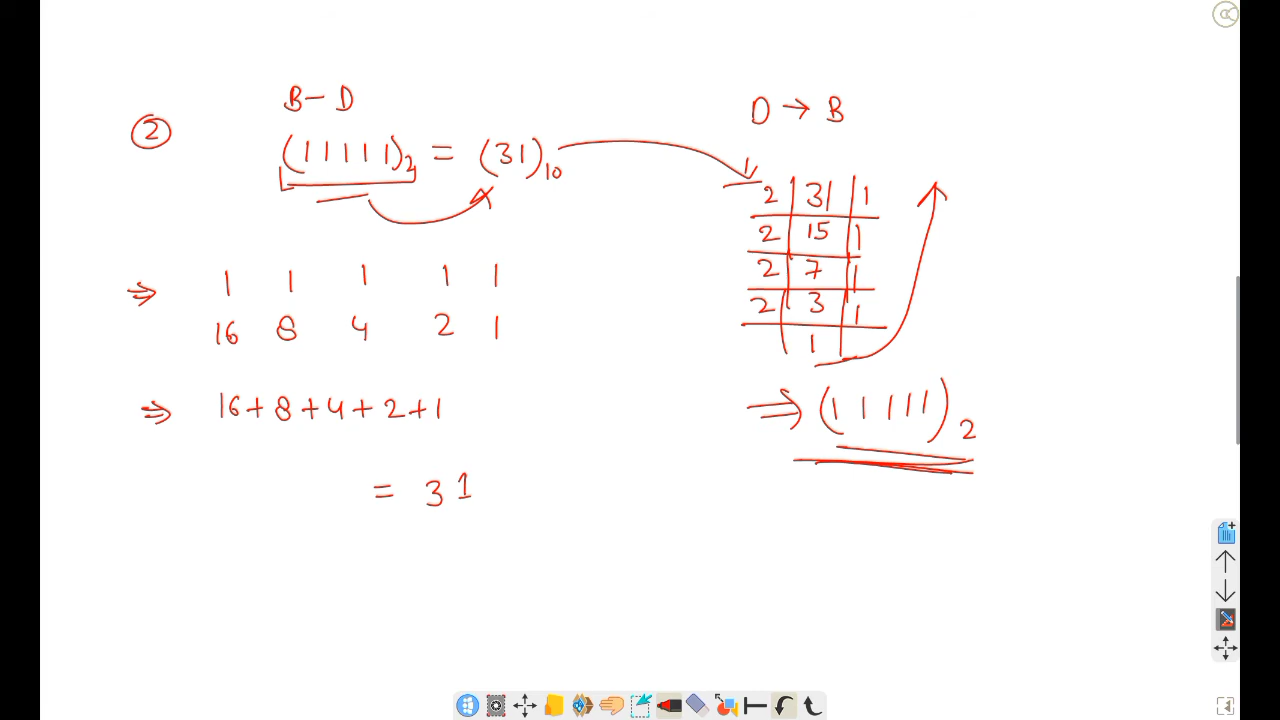 B - D
② (11111)₂ = (31)₁₀
⇒ 1 1 1 1 1
16 8 4 2 1
⇒ 16+8+4+2+1
= 31
D → B
2 | 31 | 1
2 | 15 | 1
2 | 7 | 1
2 | 3 | 1
1
⇒ (11111)₂